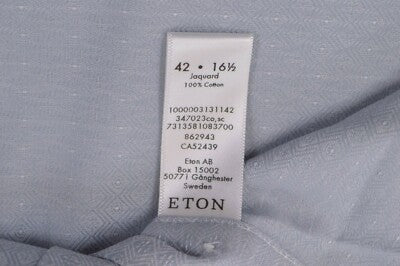 42 • 16½
Jaquard
100% Cotton
1000003131142
347023co,sc
7313581083700
862943
CA52439
Eton AB
Box 15002
50771 Gånghester
Sweden
ETON